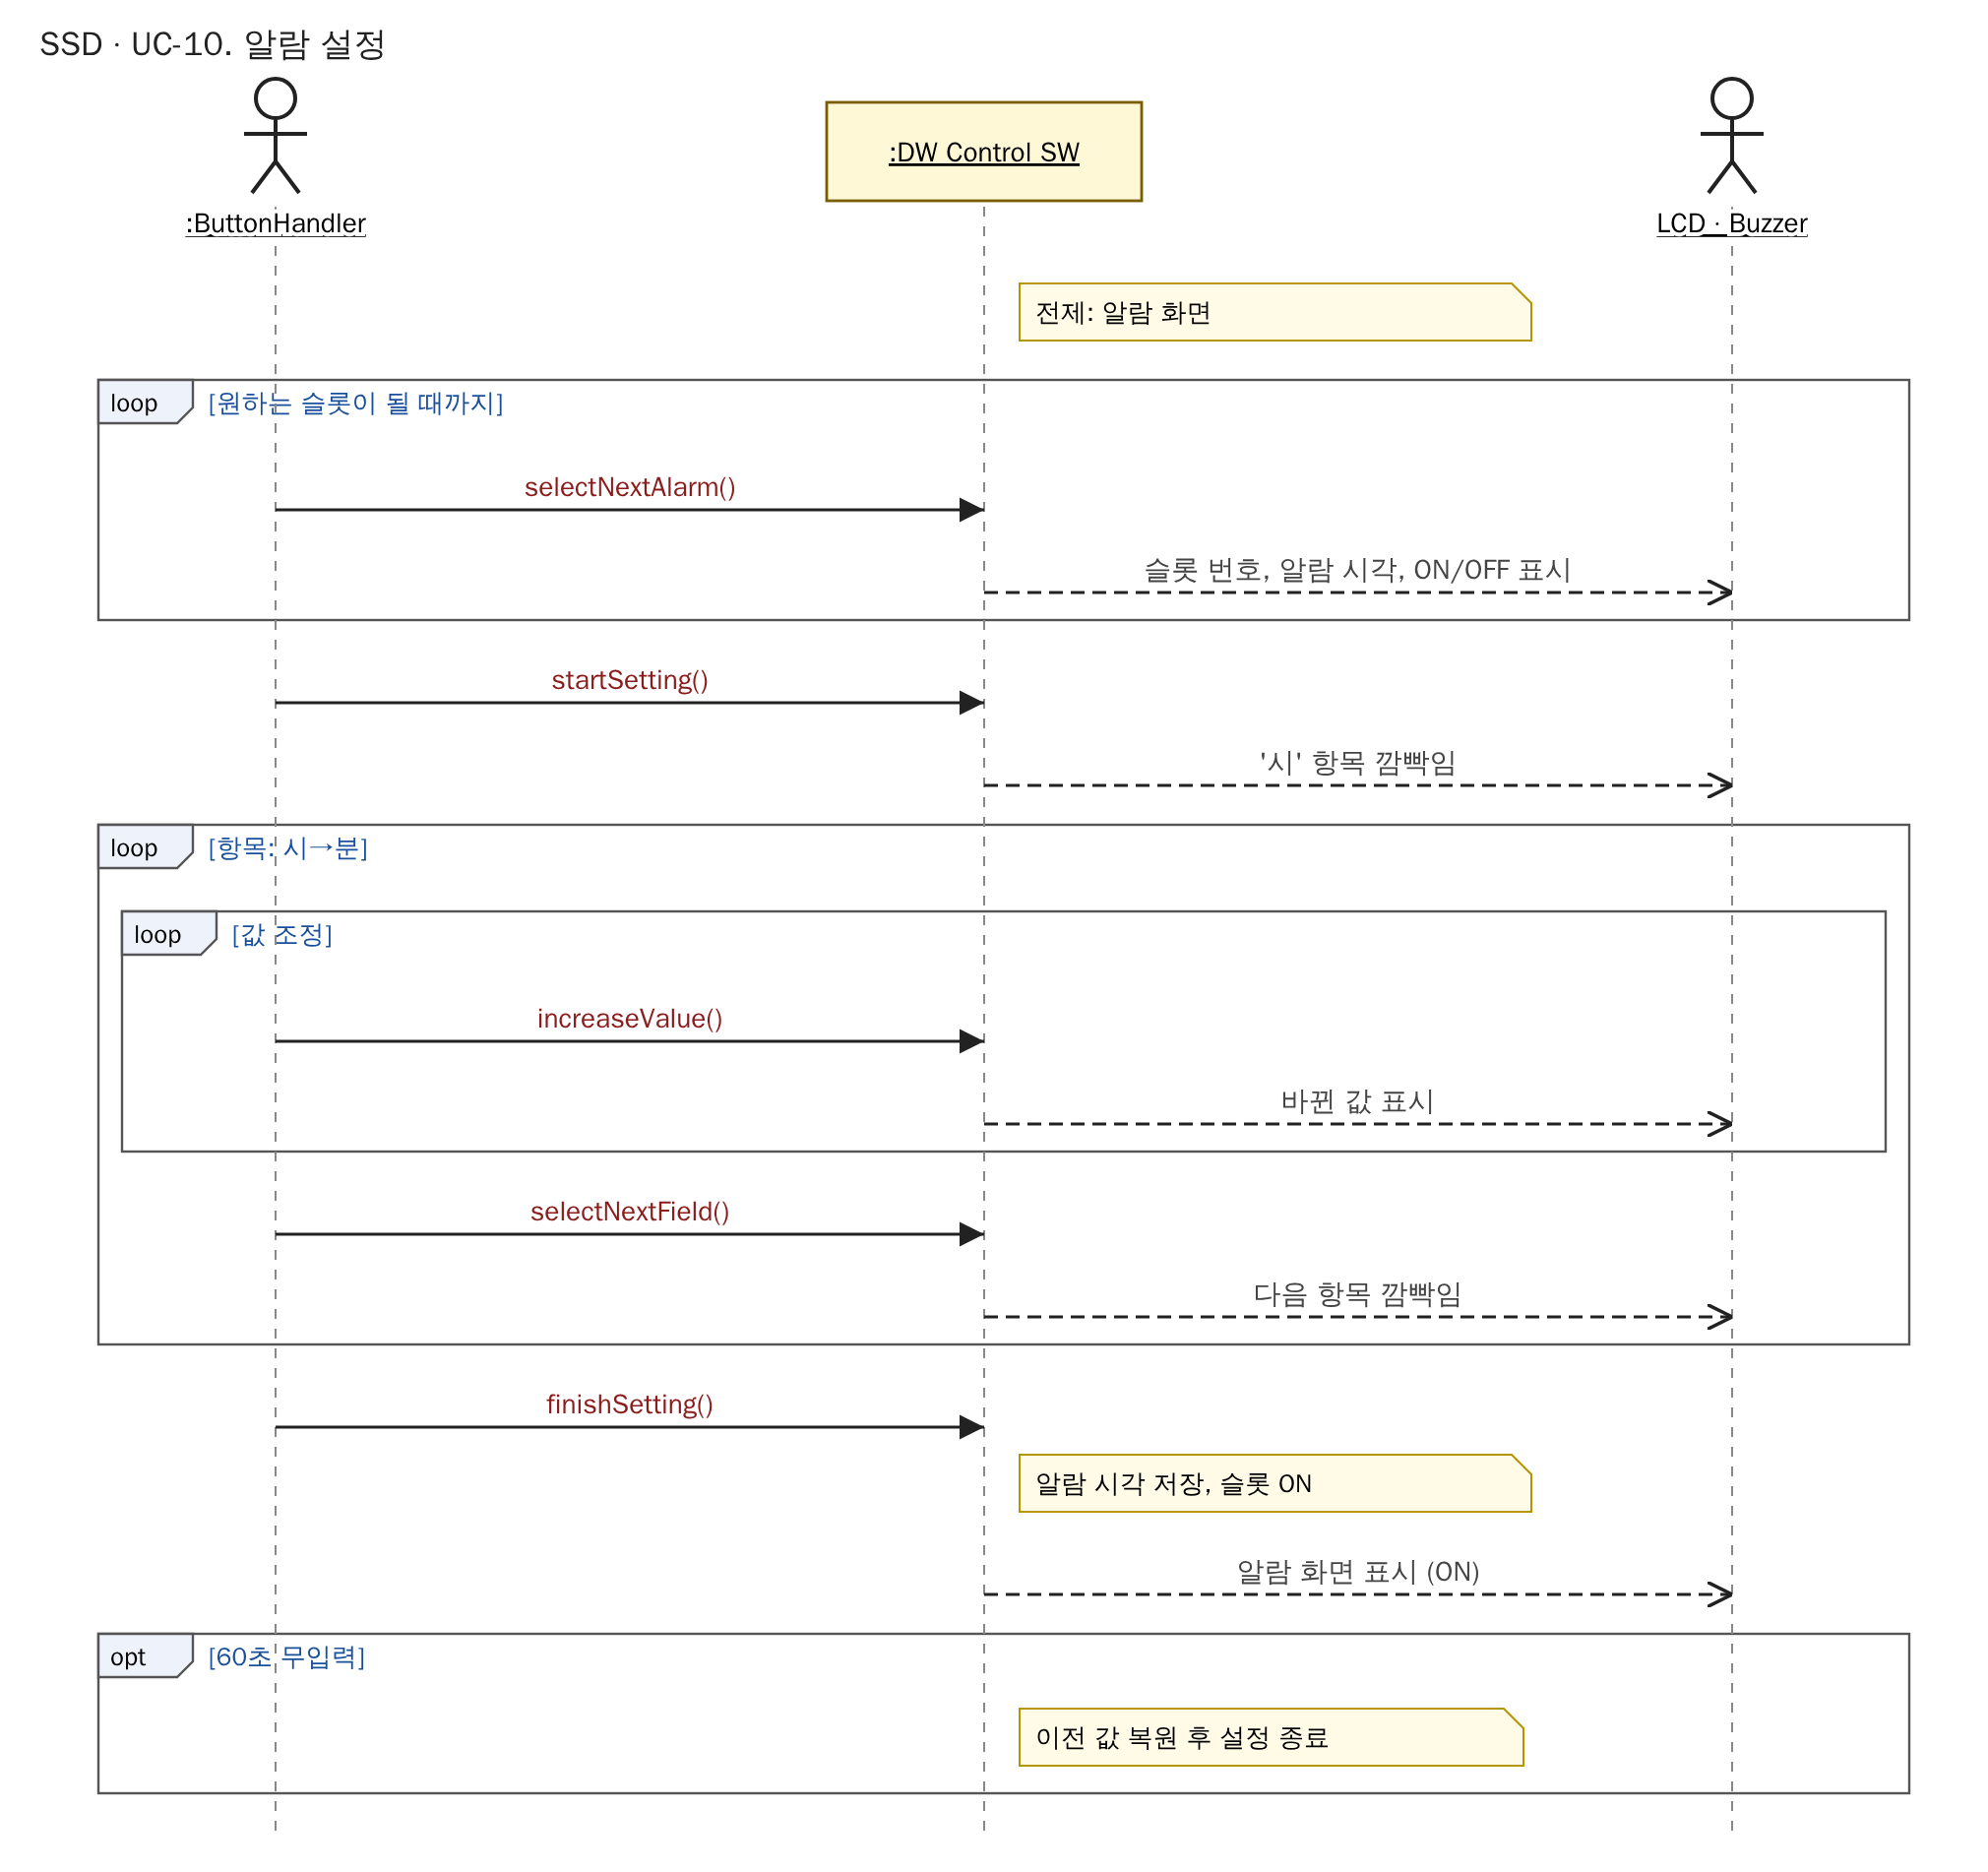 SSD · UC-10. 알람 설정
:ButtonHandler
:DW Control SW
LCD · Buzzer
전제: 알람 화면
loop [원하는 슬롯이 될 때까지]
selectNextAlarm()
슬롯 번호, 알람 시각, ON/OFF 표시
startSetting()
'시' 항목 깜빡임
loop [항목: 시→분]
loop [값 조정]
increaseValue()
바뀐 값 표시
selectNextField()
다음 항목 깜빡임
finishSetting()
알람 시각 저장, 슬롯 ON
알람 화면 표시 (ON)
opt [60초 무입력]
이전 값 복원 후 설정 종료